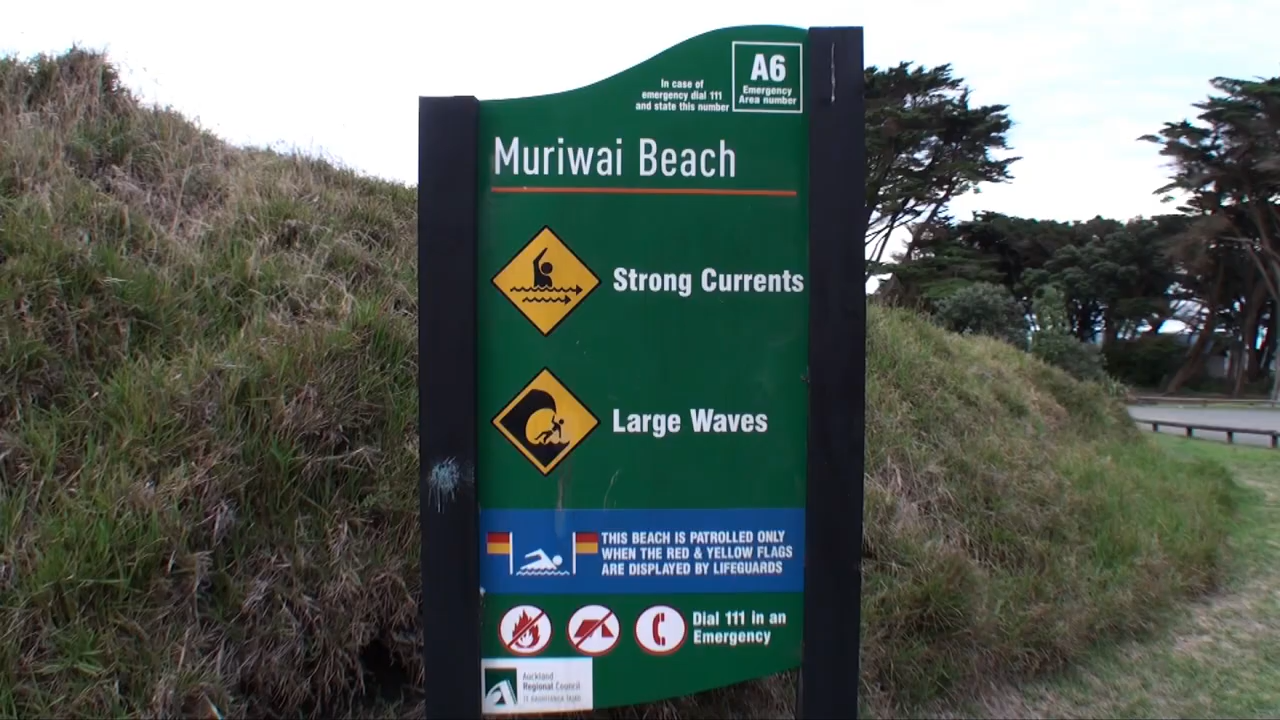 In case of
emergency dial 111
and state this number
A6
Emergency
Area number
Muriwai Beach
Strong Currents
Large Waves
THIS BEACH IS PATROLLED ONLY
WHEN THE RED & YELLOW FLAGS
ARE DISPLAYED BY LIFEGUARDS
Dial 111 in an
Emergency
Auckland
Regional Council